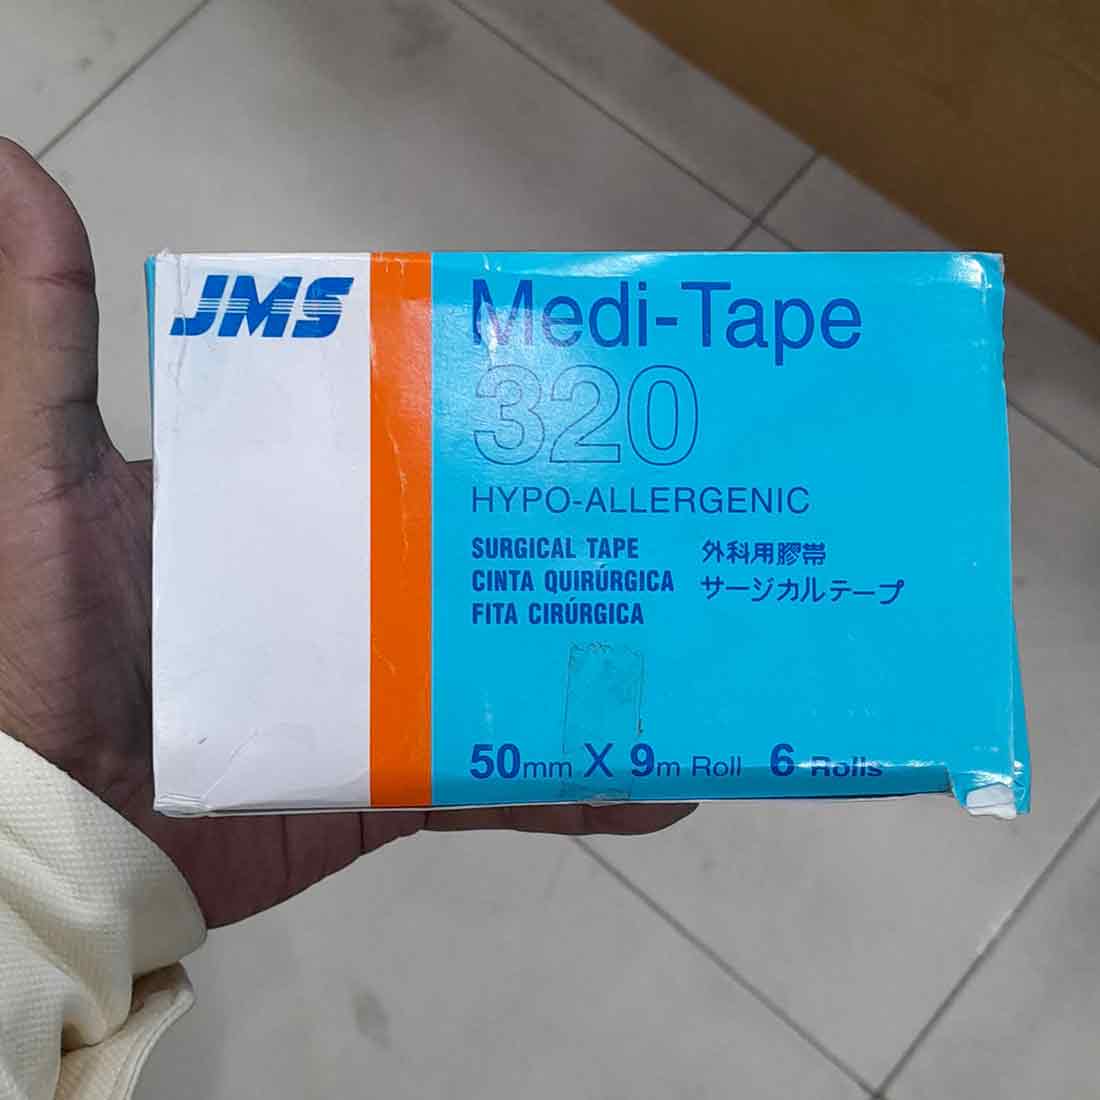 JMS
Medi-Tape
320
HYPO-ALLERGENIC
SURGICAL TAPE
CINTA QUIRÚRGICA
FITA CIRÚRGICA
外科用膠帯
サージカルテープ
50mm X 9m Roll 6 Rolls